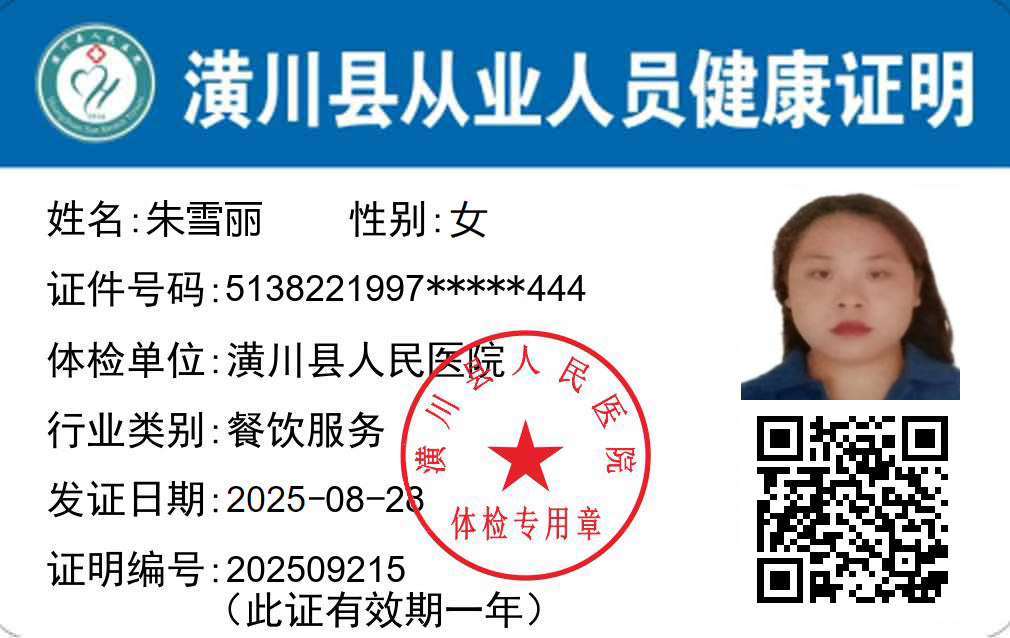 潢川县从业人员健康证明
姓名:朱雪丽 性别:女
证件号码:5138221997*****444
体检单位:潢川县人民医院
行业类别:餐饮服务
发证日期:2025-08-28
证明编号:202509215
（此证有效期一年）
潢川县人民医院
体检专用章